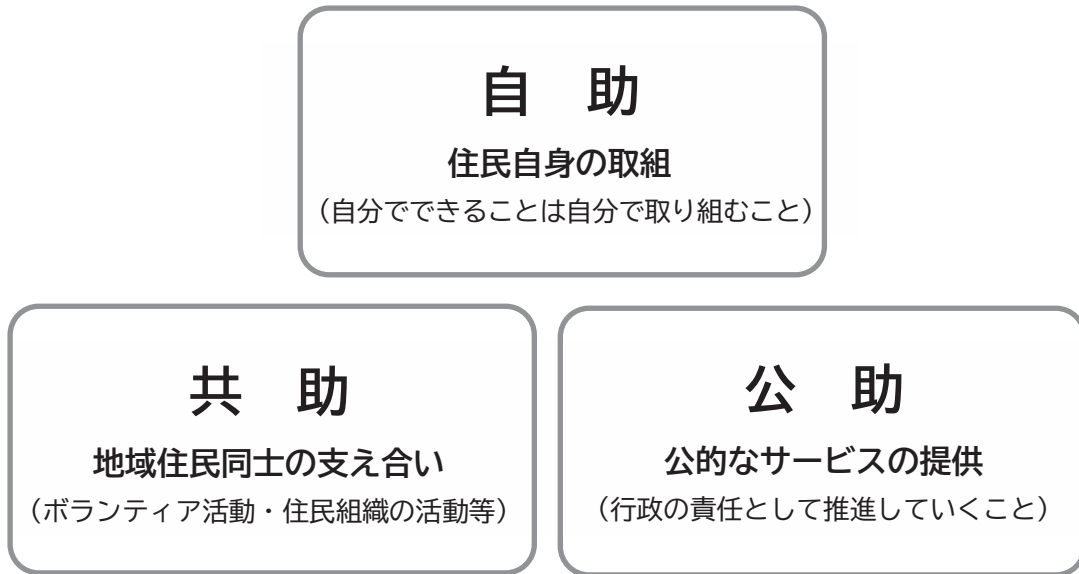 自　助
住民自身の取組
（自分でできることは自分で取り組むこと）
共　助
地域住民同士の支え合い
（ボランティア活動・住民組織の活動等）
公　助
公的なサービスの提供
（行政の責任として推進していくこと）